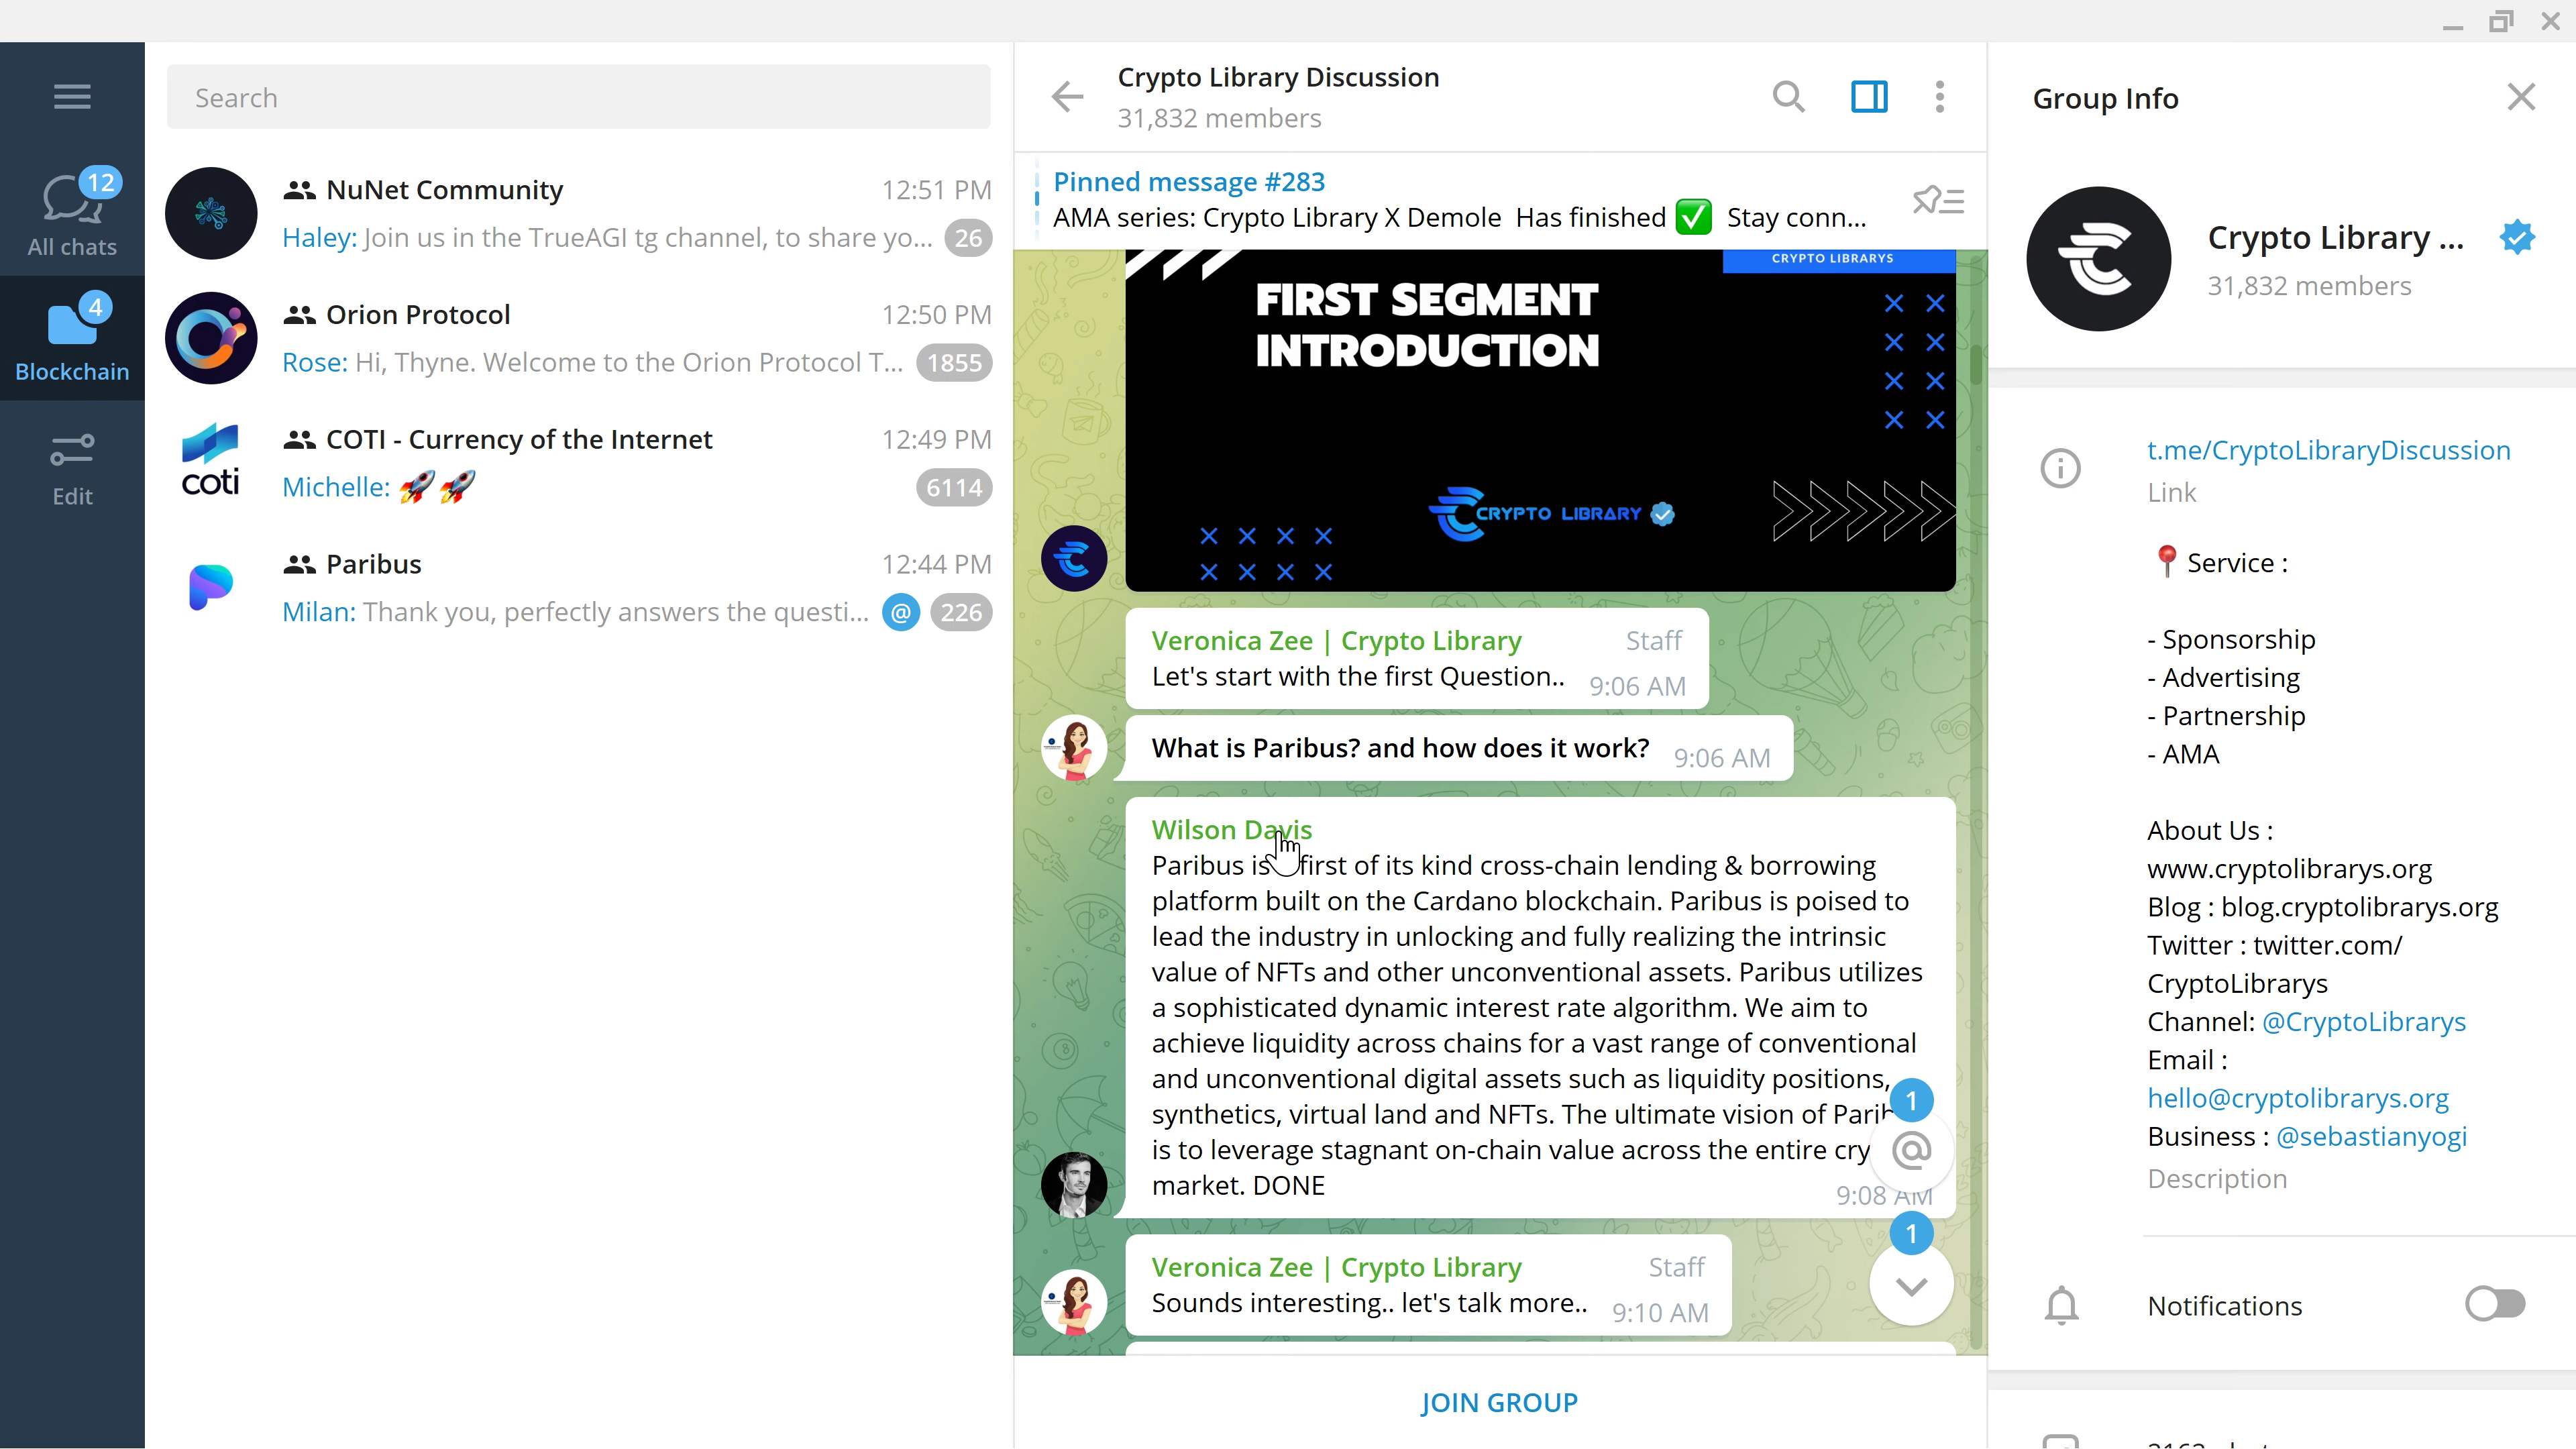 Search
12
All chats
4
Blockchain
Edit
NuNet Community
12:51 PM
Haley: Join us in the TrueAGI tg channel, to share yo...
26
Orion Protocol
12:50 PM
Rose: Hi, Thyne. Welcome to the Orion Protocol T...
1855
coti
COTI - Currency of the Internet
12:49 PM
Michelle: 🚀🚀
6114
Paribus
12:44 PM
Milan: Thank you, perfectly answers the questi...
@
226
Crypto Library Discussion
31,832 members
Pinned message #283
AMA series: Crypto Library X Demole Has finished ✅ Stay conn...
CRYPTO LIBRARYS
FIRST SEGMENT
INTRODUCTION
CRYPTO LIBRARY
Veronica Zee | Crypto Library
Staff
Let's start with the first Question..
9:06 AM
What is Paribus? and how does it work?
9:06 AM
Wilson Davis
Paribus is first of its kind cross-chain lending & borrowing
platform built on the Cardano blockchain. Paribus is poised to
lead the industry in unlocking and fully realizing the intrinsic
value of NFTs and other unconventional assets. Paribus utilizes
a sophisticated dynamic interest rate algorithm. We aim to
achieve liquidity across chains for a vast range of conventional
and unconventional digital assets such as liquidity positions,
synthetics, virtual land and NFTs. The ultimate vision of Parib
is to leverage stagnant on-chain value across the entire cry
market. DONE
9:08 AM
1
@
1
Veronica Zee | Crypto Library
Staff
Sounds interesting.. let's talk more..
9:10 AM
JOIN GROUP
Group Info
Crypto Library ...
31,832 members
t.me/CryptoLibraryDiscussion
Link
📍 Service :
- Sponsorship
- Advertising
- Partnership
- AMA
About Us :
www.cryptolibrarys.org
Blog : blog.cryptolibrarys.org
Twitter : twitter.com/
CryptoLibrarys
Channel: @CryptoLibrarys
Email :
hello@cryptolibrarys.org
Business : @sebastianyogi
Description
Notifications